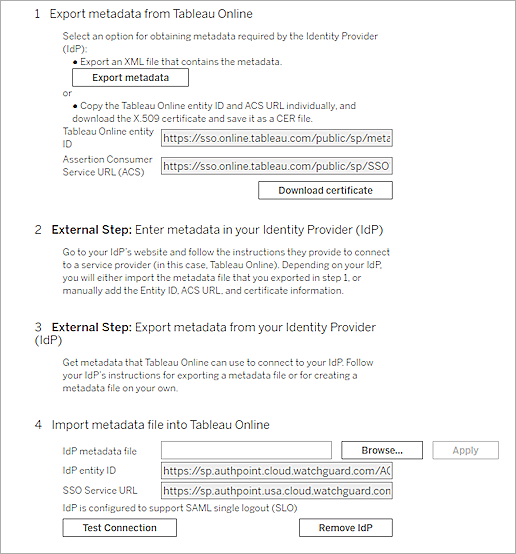 1 Export metadata from Tableau Online
Select an option for obtaining metadata required by the Identity Provider
(IdP):
● Export an XML file that contains the metadata.
Export metadata
or
● Copy the Tableau Online entity ID and ACS URL individually, and
download the X.509 certificate and save it as a CER file.
Tableau Online entity
ID
https://sso.online.tableau.com/public/sp/meta
Assertion Consumer
Service URL (ACS)
https://sso.online.tableau.com/public/sp/SSO
Download certificate
2 External Step: Enter metadata in your Identity Provider (IdP)
Go to your IdP's website and follow the instructions they provide to connect
to a service provider (in this case, Tableau Online). Depending on your IdP,
you will either import the metadata file that you exported in step 1, or
manually add the Entity ID, ACS URL, and certificate information.
3 External Step: Export metadata from your Identity Provider
(IdP)
Get metadata that Tableau Online can use to connect to your IdP. Follow
your IdP's instructions for exporting a metadata file or for creating a
metadata file on your own.
4 Import metadata file into Tableau Online
IdP metadata file
Browse...
Apply
IdP entity ID
https://sp.authpoint.cloud.watchguard.com/AC
SSO Service URL
https://sp.authpoint.usa.cloud.watchguard.con
IdP is configured to support SAML single logout (SLO)
Test Connection
Remove IdP